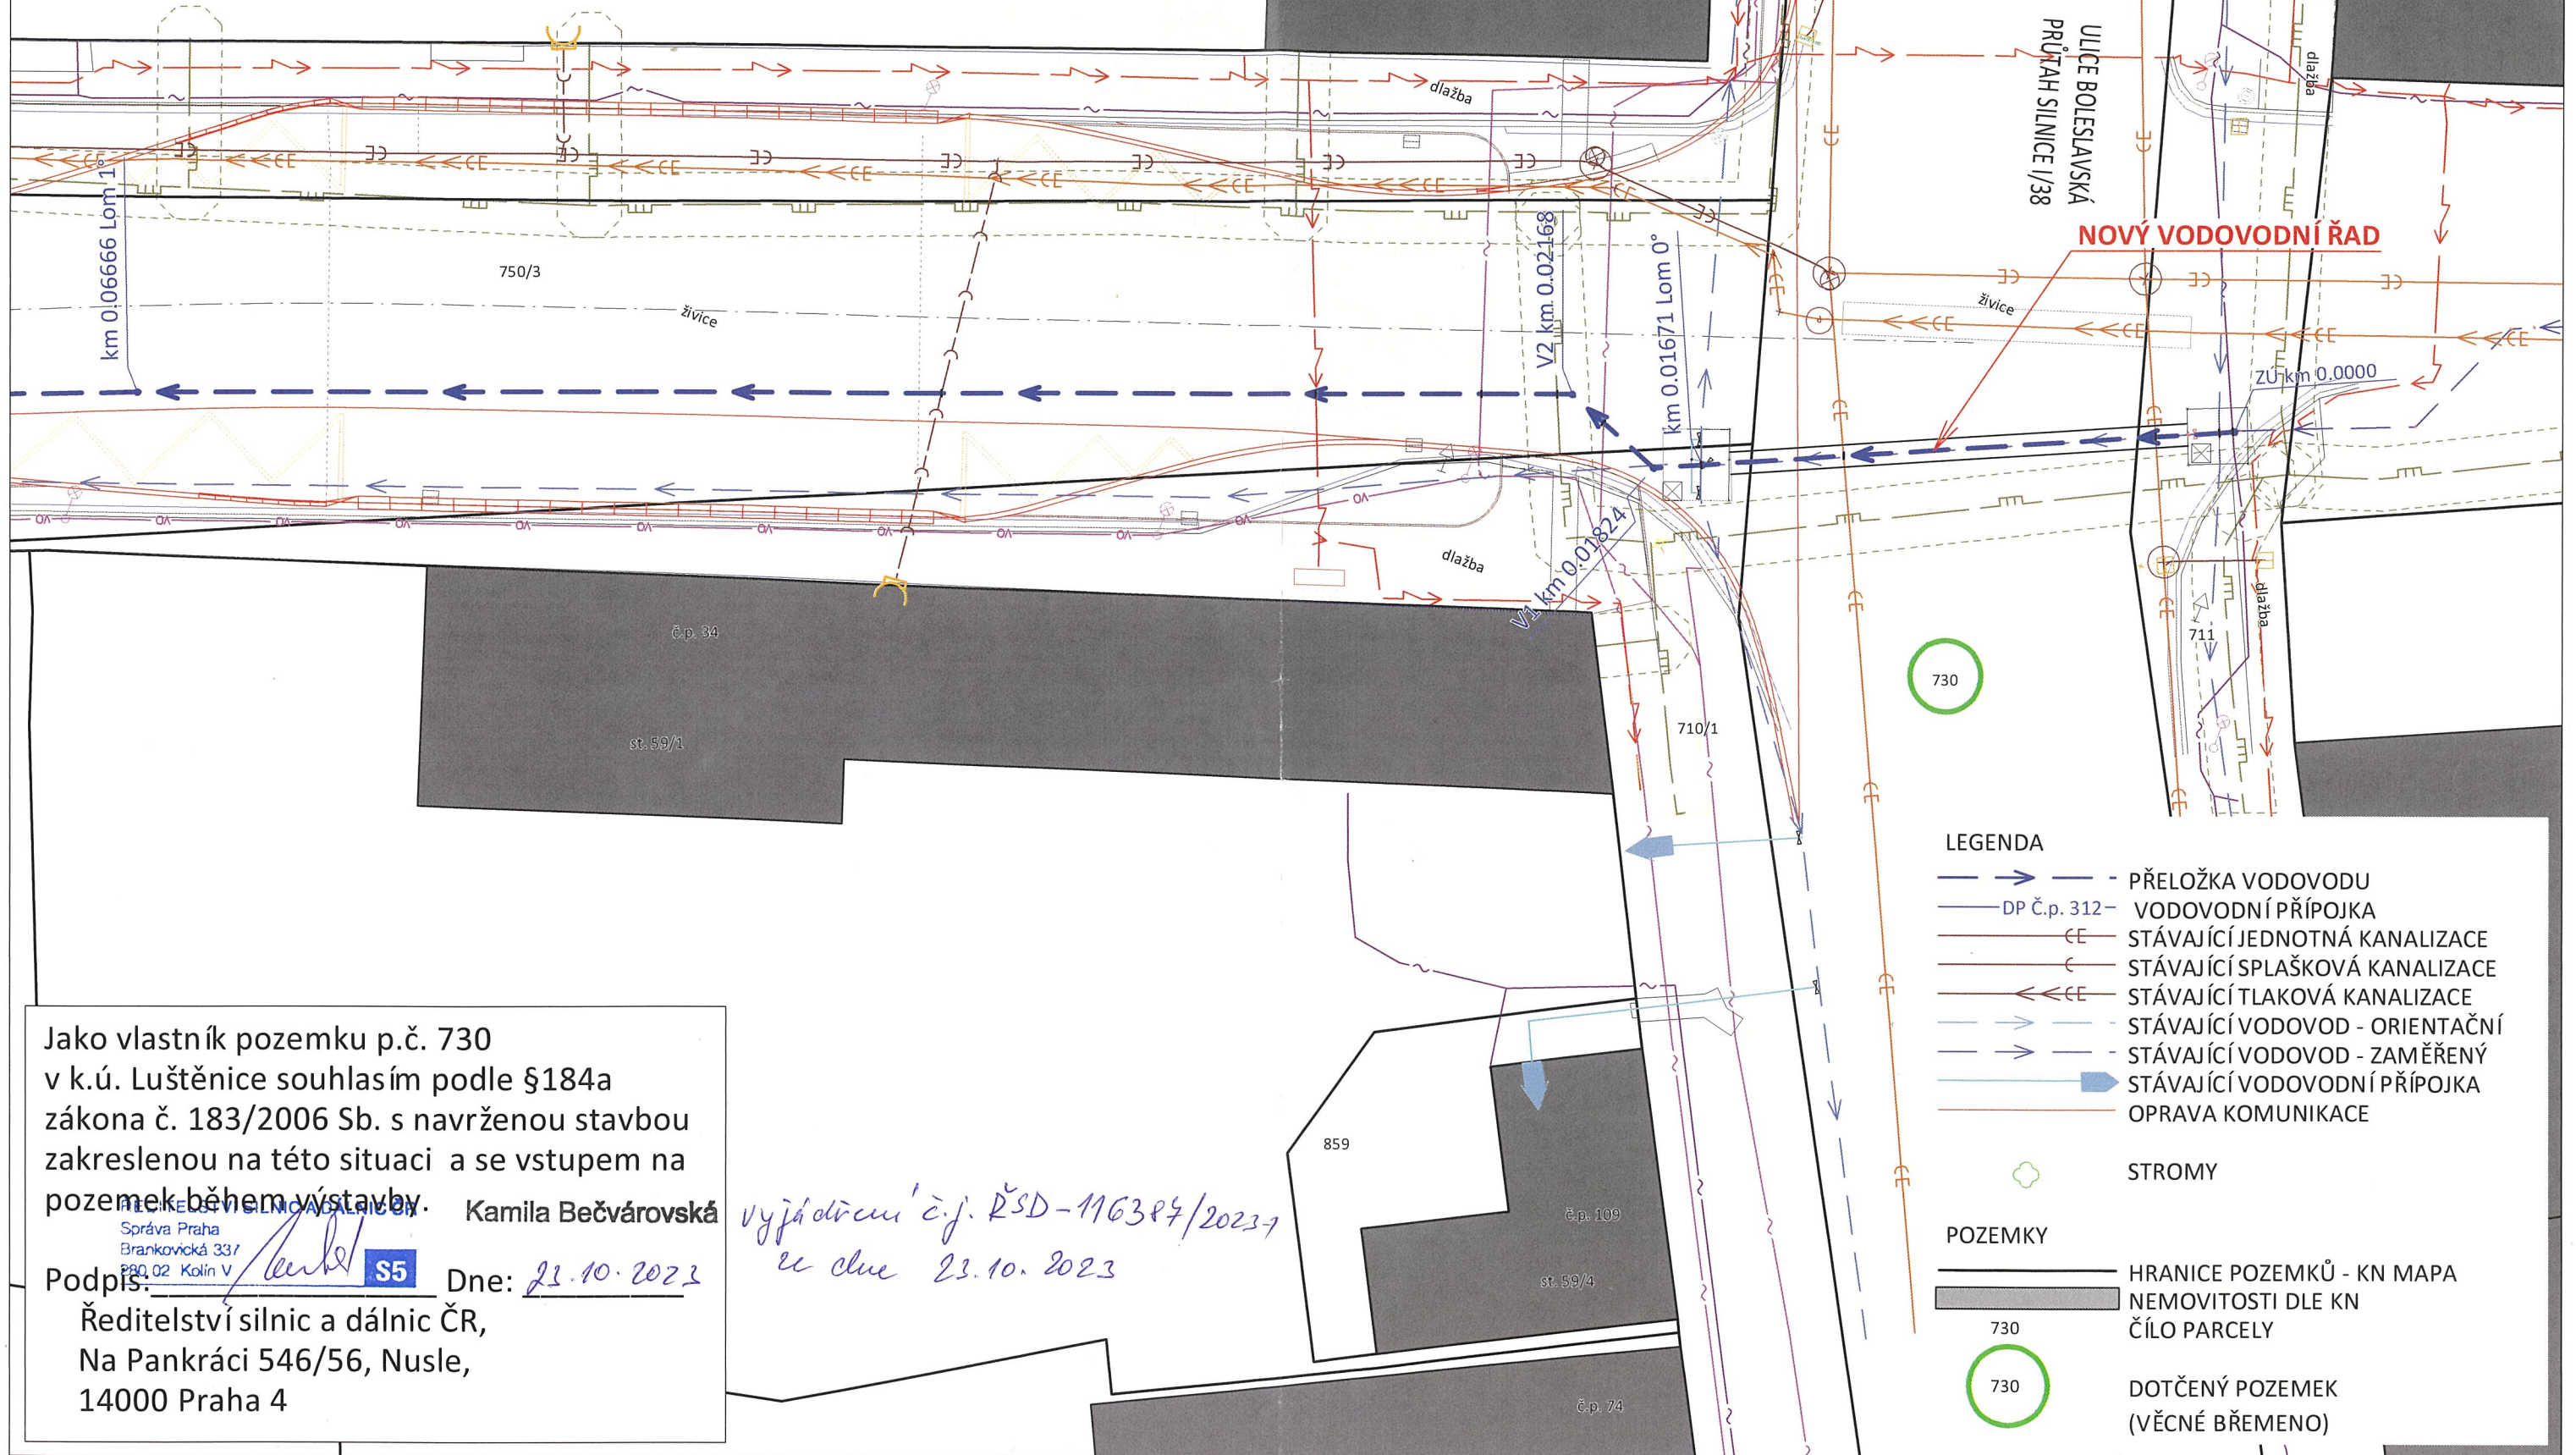 ULICE BOLESLAVSKÁ
PRŮTAH SILNICE I/38
dlažba
dlažba
NOVÝ VODOVODNÍ ŘAD
km 0.06666 Lom 1°
750/3
živice
V2 km 0.02168
km 0.01671 Lom 0°
živice
ZÚ km 0.0000
V1 km 0.01824
dlažba
dlažba
711
č.p. 34
st. 59/1
710/1
730
859
č.p. 109
st. 59/4
č.p. 74
LEGENDA
PŘELOŽKA VODOVODU
DP Č.p. 312 VODOVODNÍ PŘÍPOJKA
CE STÁVAJÍCÍ JEDNOTNÁ KANALIZACE
C STÁVAJÍCÍ SPLAŠKOVÁ KANALIZACE
CE STÁVAJÍCÍ TLAKOVÁ KANALIZACE
STÁVAJÍCÍ VODOVOD - ORIENTAČNÍ
STÁVAJÍCÍ VODOVOD - ZAMĚŘENÝ
STÁVAJÍCÍ VODOVODNÍ PŘÍPOJKA
OPRAVA KOMUNIKACE
STROMY
POZEMKY
HRANICE POZEMKŮ - KN MAPA
NEMOVITOSTI DLE KN
730 ČÍLO PARCELY
730 DOTČENÝ POZEMEK
(VĚCNÉ BŘEMENO)
Jako vlastník pozemku p.č. 730
v k.ú. Luštěnice souhlasím podle §184a
zákona č. 183/2006 Sb. s navrženou stavbou
zakreslenou na této situaci a se vstupem na
pozemek během výstavby.
ŘEDITELSTVÍ SILNIC A DÁLNIC ČR
Správa Praha
Brankovická 337
280 02 Kolín V
S5
Kamila Bečvárovská
Podpis: Dne: 23.10.2023
Ředitelství silnic a dálnic ČR,
Na Pankráci 546/56, Nusle,
14000 Praha 4
vyjádření č.j. ŘSD-116387/2023-1
ze dne 23.10.2023